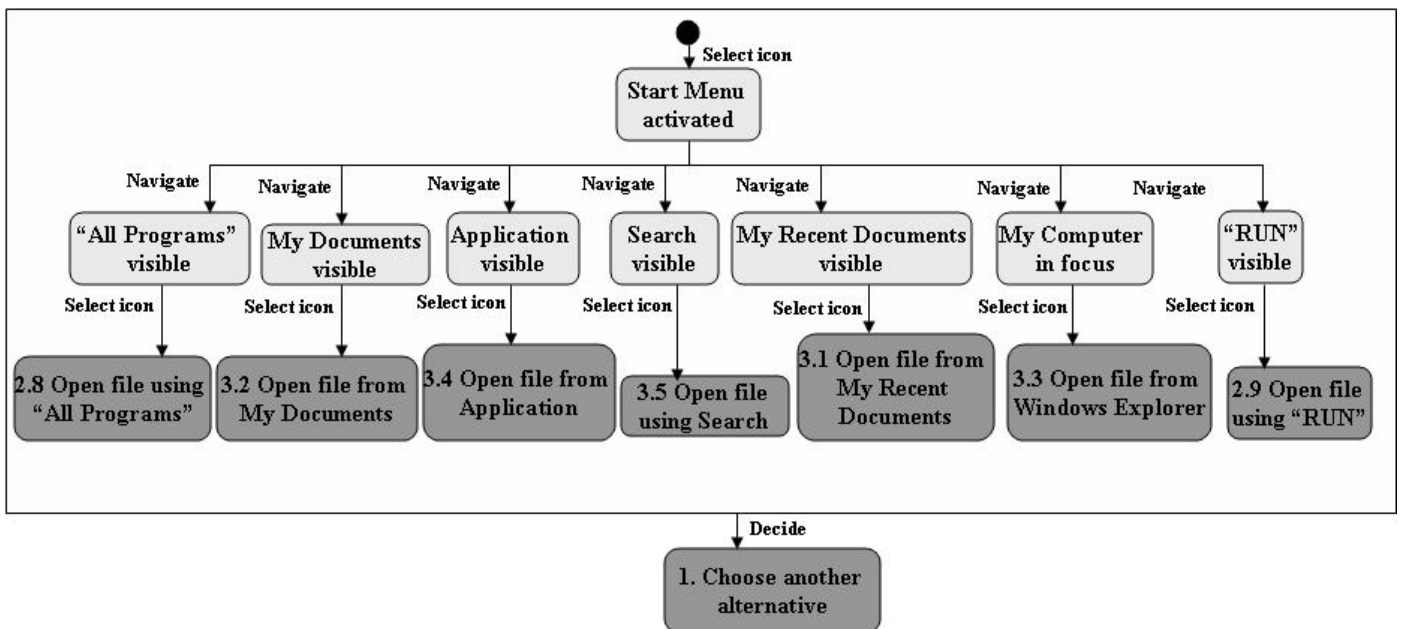 Select icon
Start Menu
activated
Navigate
Navigate
Navigate
Navigate
Navigate
Navigate
Navigate
“All Programs”
visible
My Documents
visible
Application
visible
Search
visible
My Recent Documents
visible
My Computer
in focus
“RUN”
visible
Select icon
Select icon
Select icon
Select icon
Select icon
Select icon
Select icon
2.8 Open file using
“All Programs”
3.2 Open file from
My Documents
3.4 Open file from
Application
3.5 Open file
using Search
3.1 Open file from
My Recent
Documents
3.3 Open file from
Windows Explorer
2.9 Open file
using “RUN”
Decide
1. Choose another
alternative